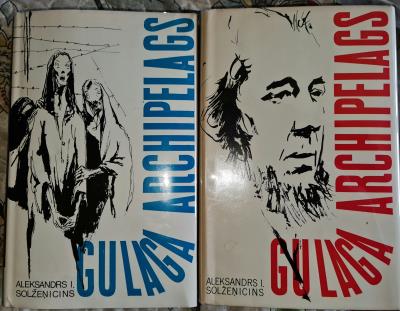 GULAGA
ARCHIPELAGS
ALEKSANDRS I.
SOLŽEŅICINS
GULAGA
ARCHIPELAGS
ALEKSANDRS I.
SOLŽEŅICINS